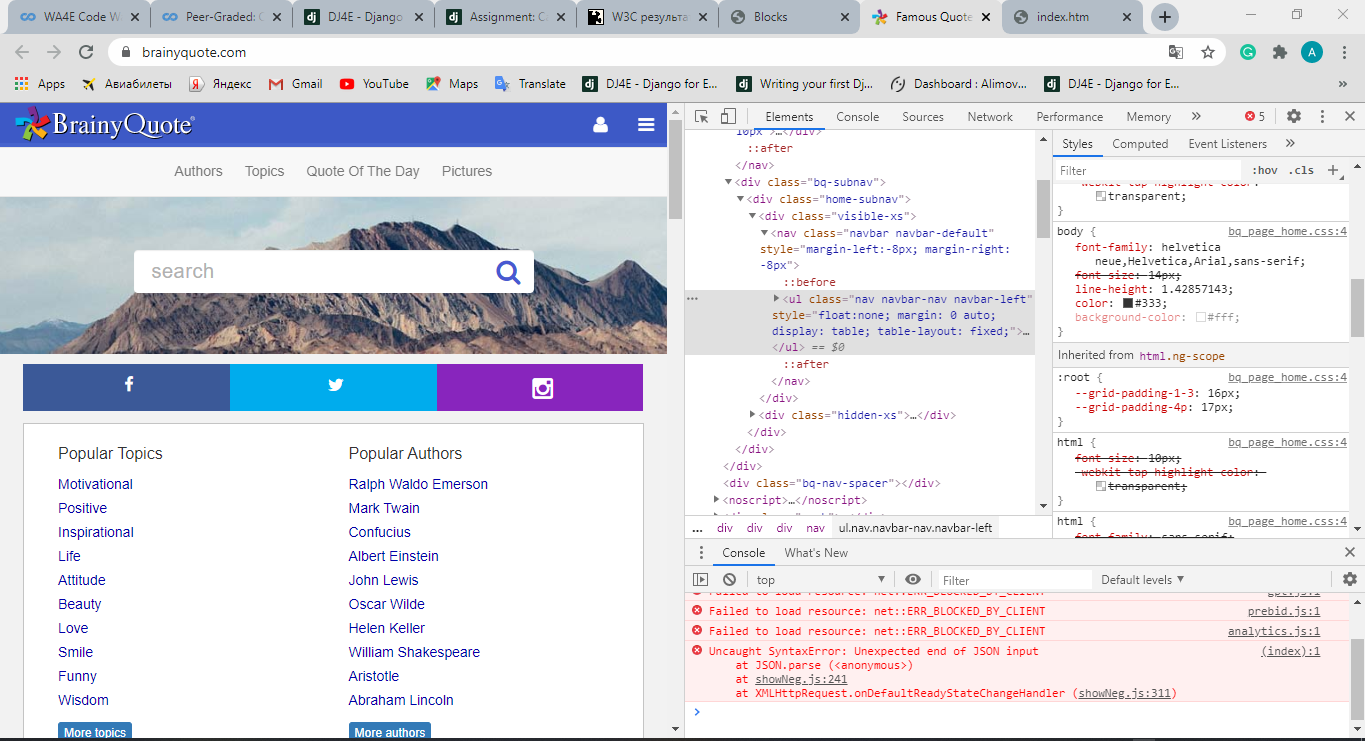 WA4E Code W
Peer-Graded: C
DJ4E - Django
Assignment: Ca
W3C результа
Blocks
Famous Quote
index.htm
brainyquote.com
A
Apps
Авиабилеты
Яндекс
Gmail
YouTube
Maps
Translate
DJ4E - Django for E...
Writing your first Dj...
Dashboard : Alimov...
DJ4E - Django for E...
»
BrainyQuote®
Authors Topics Quote Of The Day Pictures
search
Popular Topics
Motivational
Positive
Inspirational
Life
Attitude
Beauty
Love
Smile
Funny
Wisdom
More topics
Popular Authors
Ralph Waldo Emerson
Mark Twain
Confucius
Albert Einstein
John Lewis
Oscar Wilde
Helen Keller
William Shakespeare
Aristotle
Abraham Lincoln
More authors
Elements Console Sources Network Performance Memory » 5
10px">…</div>
::after
</nav>
<div class="bq-subnav">
<div class="home-subnav">
<div class="visible-xs">
<nav class="navbar navbar-default"
style="margin-left:-8px; margin-right:
-8px">
::before
<ul class="nav navbar-nav navbar-left"
style="float:none; margin: 0 auto;
display: table; table-layout: fixed;">…
</ul> == $0
::after
</nav>
</div>
<div class="hidden-xs">…</div>
</div>
</div>
</div>
<div class="bq-nav-spacer"></div>
<noscript>…</noscript>
... div div div nav ul.nav.navbar-nav.navbar-left
Styles Computed Event Listeners »
Filter :hov .cls +
-webkit-tap-highlight-color:
transparent;
}
body { bq_page_home.css:4
font-family: helvetica
neue,Helvetica,Arial,sans-serif;
font-size: 14px;
line-height: 1.42857143;
color: #333;
background-color: #fff;
}
Inherited from html.ng-scope
:root { bq_page_home.css:4
--grid-padding-1-3: 16px;
--grid-padding-4p: 17px;
}
html { bq_page_home.css:4
font-size: 10px;
-webkit-tap-highlight-color:
transparent;
}
html { bq_page_home.css:4
font-family: sans-serif;
Console What's New
top Filter Default levels
Failed to load resource: net::ERR_BLOCKED_BY_CLIENT gpt.js:1
Failed to load resource: net::ERR_BLOCKED_BY_CLIENT prebid.js:1
Failed to load resource: net::ERR_BLOCKED_BY_CLIENT analytics.js:1
Uncaught SyntaxError: Unexpected end of JSON input (index):1
at JSON.parse (<anonymous>)
at showNeg.js:241
at XMLHttpRequest.onDefaultReadyStateChangeHandler (showNeg.js:311)